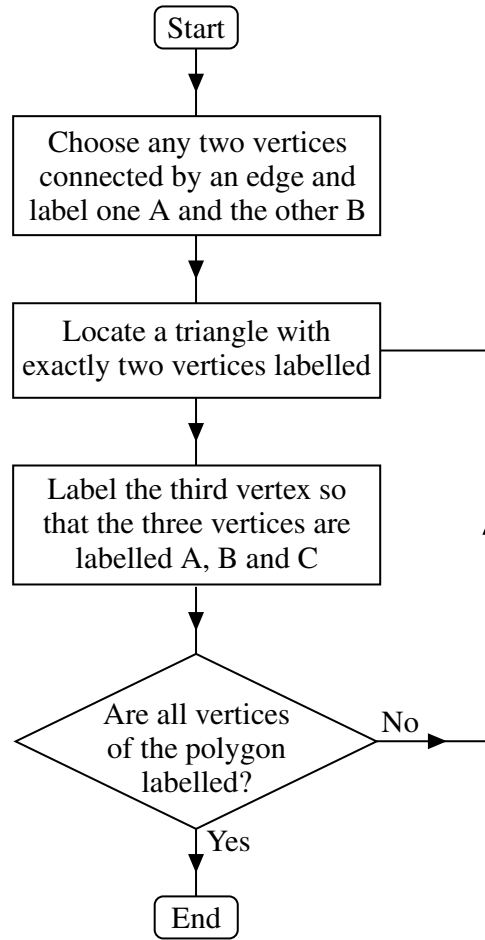 Start
Choose any two vertices
connected by an edge and
label one A and the other B
Locate a triangle with
exactly two vertices labelled
Label the third vertex so
that the three vertices are
labelled A, B and C
Are all vertices
of the polygon
labelled?
No
Yes
End